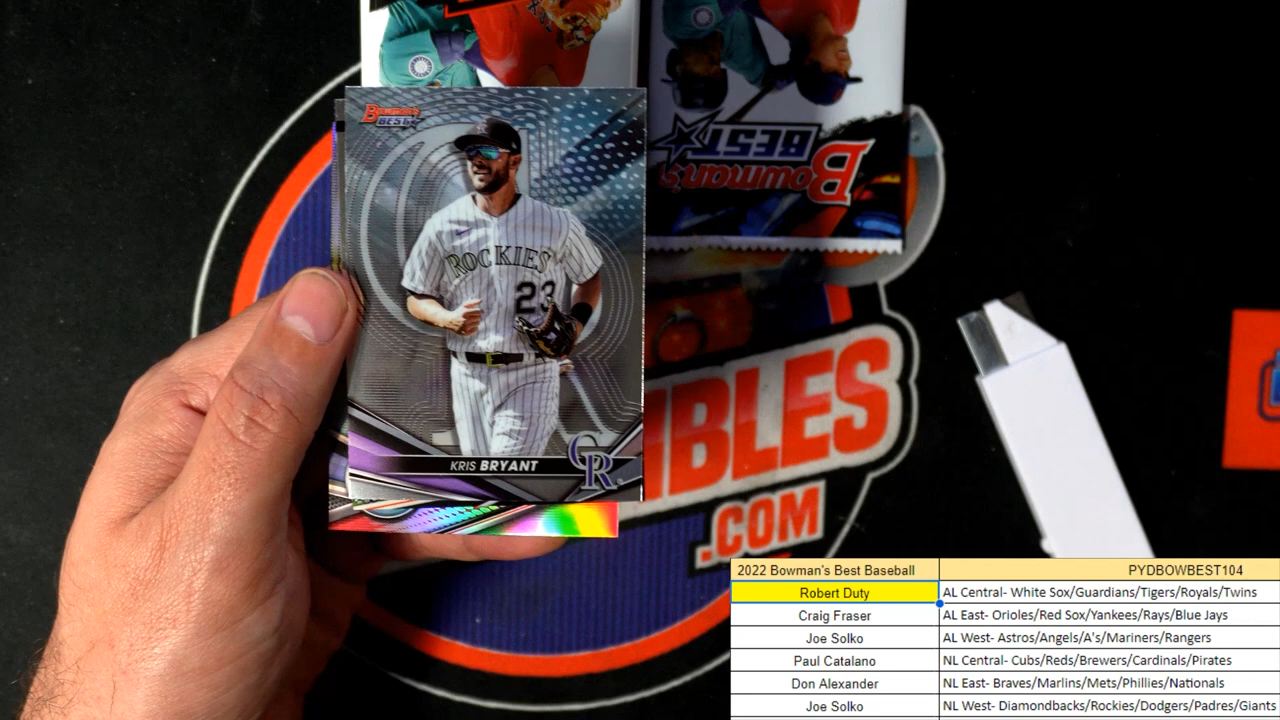 BOWMAN'S
BEST
ROCKIES
23
KRIS BRYANT
CR
Bowman's
BEST
IBLES
.COM
2022 Bowman's Best Baseball PYDBOWBEST104
Robert Duty AL Central- White Sox/Guardians/Tigers/Royals/Twins
Craig Fraser AL East- Orioles/Red Sox/Yankees/Rays/Blue Jays
Joe Solko AL West- Astros/Angels/A's/Mariners/Rangers
Paul Catalano NL Central- Cubs/Reds/Brewers/Cardinals/Pirates
Don Alexander NL East- Braves/Marlins/Mets/Phillies/Nationals
Joe Solko NL West- Diamondbacks/Rockies/Dodgers/Padres/Giants